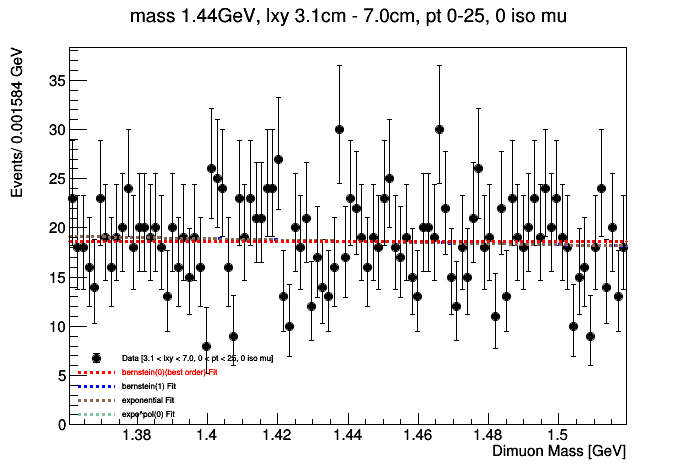 mass 1.44GeV, lxy 3.1cm - 7.0cm, pt 0-25, 0 iso mu
Events/ 0.001584 GeV
35
30
25
20
15
10
5
0
Data [3.1 < lxy < 7.0, 0 < pt < 25, 0 iso mu]
bernstein(0)(best order) Fit
bernstein(1) Fit
exponential Fit
expo*pol(0) Fit
1.38 1.4 1.42 1.44 1.46 1.48 1.5
Dimuon Mass [GeV]